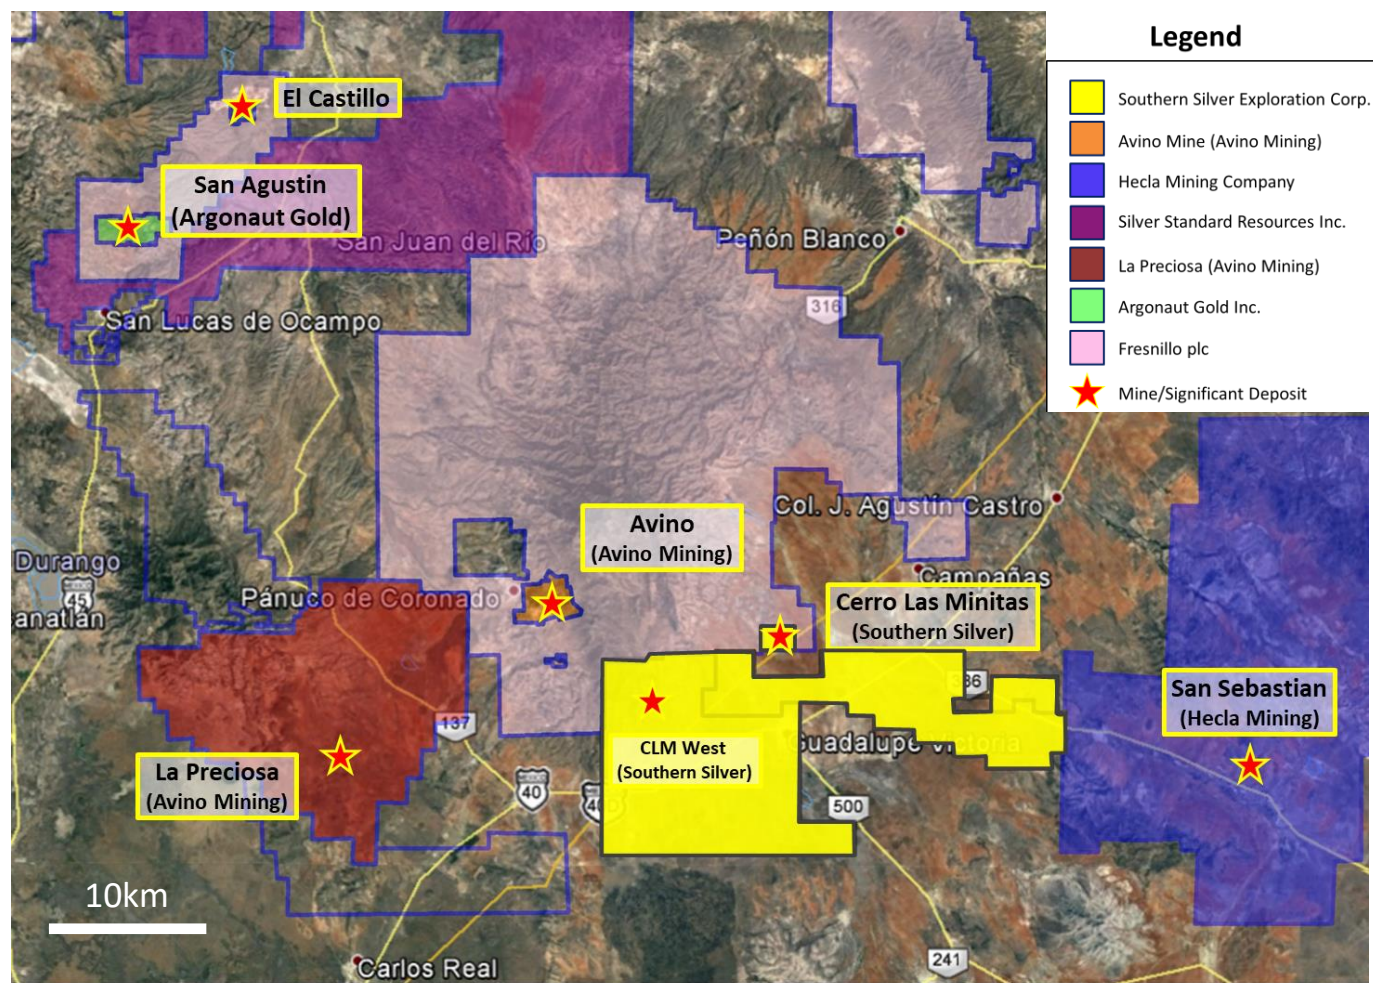 Legend
Southern Silver Exploration Corp.
Avino Mine (Avino Mining)
Hecla Mining Company
Silver Standard Resources Inc.
La Preciosa (Avino Mining)
Argonaut Gold Inc.
Fresnillo plc
Mine/Significant Deposit
El Castillo
San Agustin
(Argonaut Gold)
San Juan del Río
Peñón Blanco
316
San Lucas de Ocampo
Col. J. Agustín Castro
Avino
(Avino Mining)
Durango
45
anatlán
Pánuco de Coronado
Campañas
Cerro Las Minitas
(Southern Silver)
San Sebastian
(Hecla Mining)
137
CLM West
(Southern Silver)
Guadalupe Victoria
La Preciosa
(Avino Mining)
MEXICO
40
500
10km
241
Carlos Real